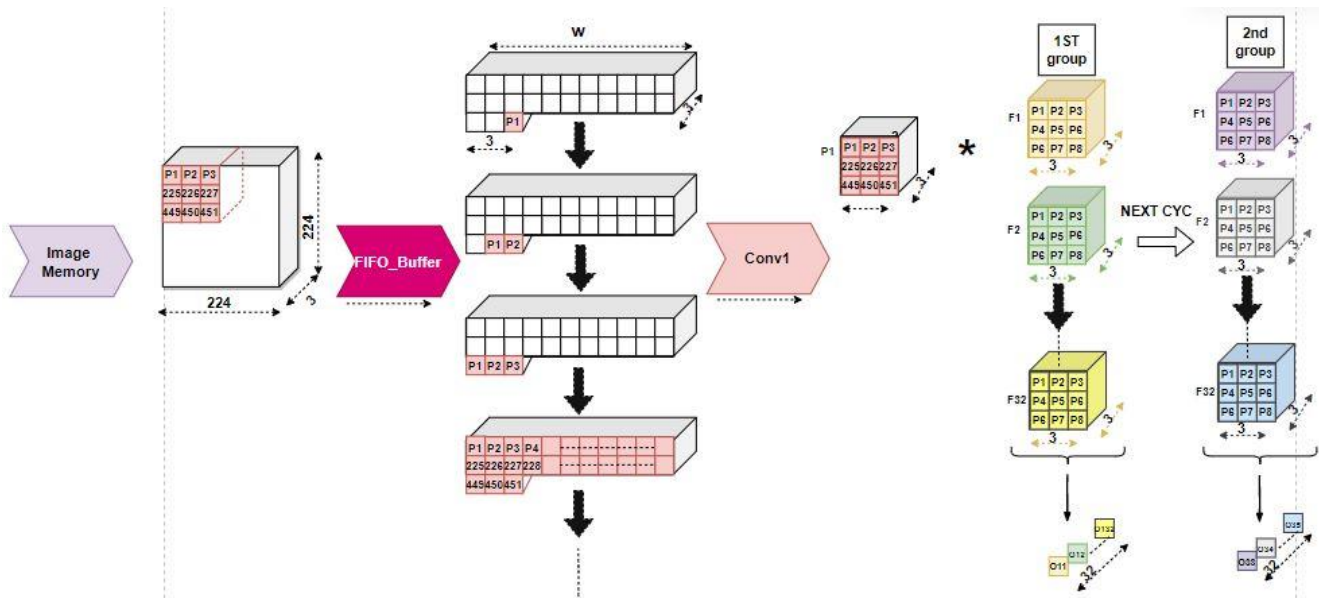 Image
Memory
P1 P2 P3
225 226 227
449 450 451
224
224
3
FIFO_Buffer
W
P1
3
3
P1 P2
P1 P2 P3
P1 P2 P3 P4
225 226 227 228
449 450 451
Conv1
P1
P1 P2 P3
225 226 227
449 450 451
3
*
1ST
group
F1
P1 P2 P3
P4 P5 P6
P6 P7 P8
3
3
F2
P1 P2 P3
P4 P5 P6
P6 P7 P8
3
3
F32
P1 P2 P3
P4 P5 P6
P6 P7 P8
3
3
O11
O12
O132
32
NEXT CYC
2nd
group
F1
P1 P2 P3
P4 P5 P6
P6 P7 P8
3
3
F2
P1 P2 P3
P4 P5 P6
P6 P7 P8
3
3
F32
P1 P2 P3
P4 P5 P6
P6 P7 P8
3
3
O33
O34
32